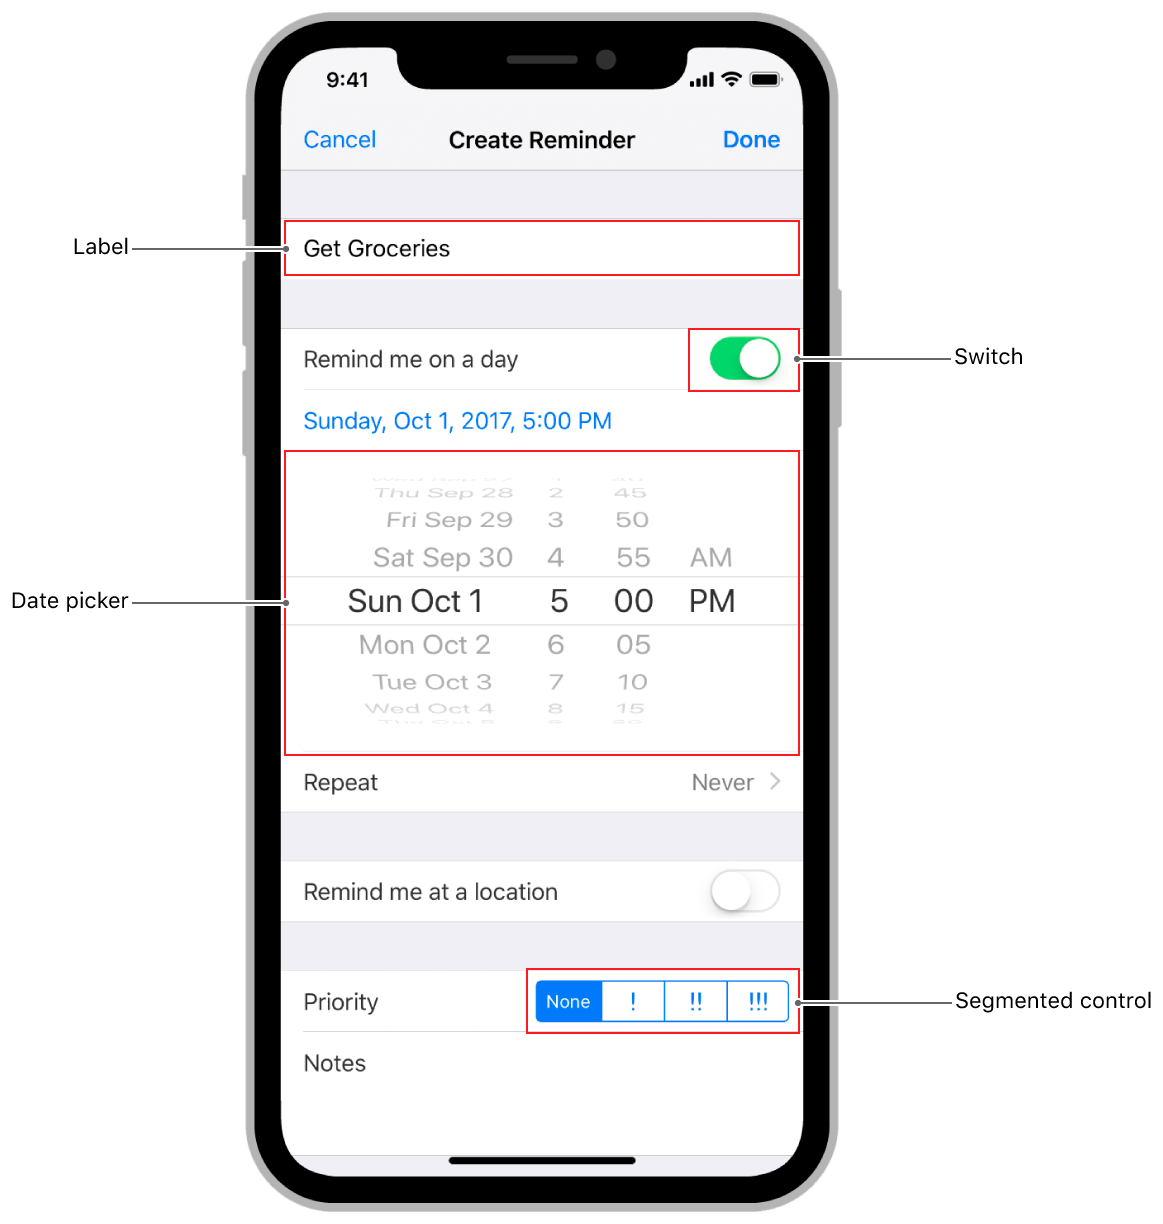 9:41
Cancel Create Reminder Done
Label
Get Groceries
Remind me on a day
Switch
Sunday, Oct 1, 2017, 5:00 PM
Thu Sep 28 2 45
Fri Sep 29 3 50
Sat Sep 30 4 55 AM
Date picker
Sun Oct 1 5 00 PM
Mon Oct 2 6 05
Tue Oct 3 7 10
Wed Oct 4 8 15
Repeat Never
Remind me at a location
Priority None ! !! !!!
Segmented control
Notes